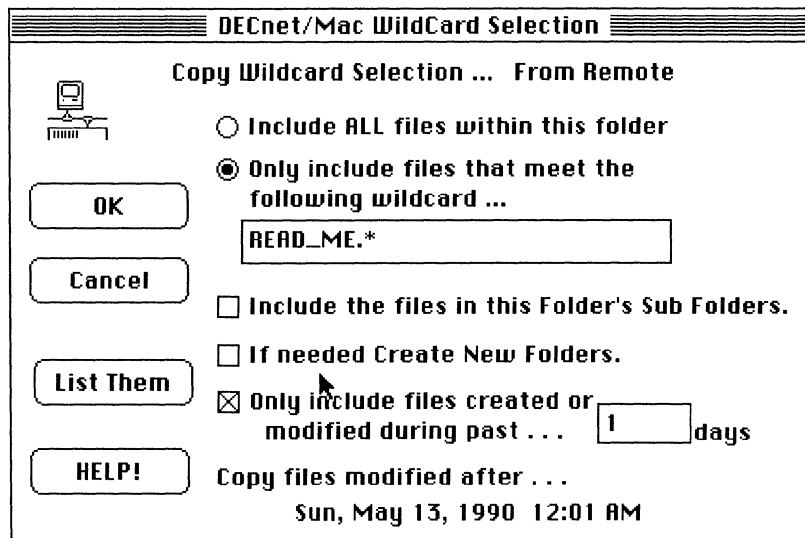 DECnet/Mac WildCard Selection
Copy Wildcard Selection ... From Remote
Include ALL files within this folder
Only include files that meet the
following wildcard ...
OK
READ_ME.*
Cancel
Include the files in this Folder's Sub Folders.
If needed Create New Folders.
List Them
Only include files created or
modified during past . . . 1 days
HELP!
Copy files modified after . . .
Sun, May 13, 1990 12:01 AM